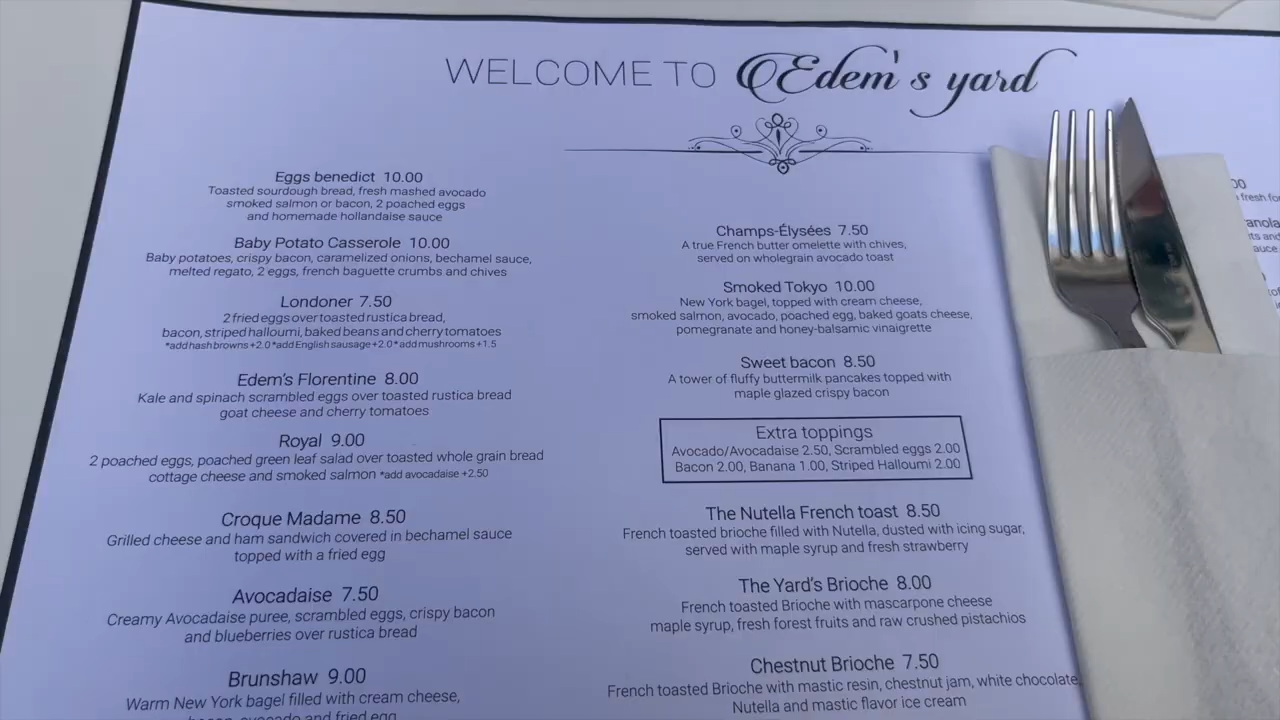 WELCOME TO Edem's yard
Eggs benedict 10.00
Toasted sourdough bread, fresh mashed avocado
smoked salmon or bacon, 2 poached eggs
and homemade hollandaise sauce
Baby Potato Casserole 10.00
Baby potatoes, crispy bacon, caramelized onions, bechamel sauce,
melted regato, 2 eggs, french baguette crumbs and chives
Londoner 7.50
2 fried eggs over toasted rustica bread,
bacon, striped halloumi, baked beans and cherry tomatoes
*add hash browns +2.0 *add English sausage +2.0 * add mushrooms +1.5
Edem's Florentine 8.00
Kale and spinach scrambled eggs over toasted rustica bread
goat cheese and cherry tomatoes
Royal 9.00
2 poached eggs, poached green leaf salad over toasted whole grain bread
cottage cheese and smoked salmon *add avocadaise +2.50
Croque Madame 8.50
Grilled cheese and ham sandwich covered in bechamel sauce
topped with a fried egg
Avocadaise 7.50
Creamy Avocadaise puree, scrambled eggs, crispy bacon
and blueberries over rustica bread
Brunshaw 9.00
Warm New York bagel filled with cream cheese,
bacon, avocado and fried egg
Champs-Élysées 7.50
A true French butter omelette with chives,
served on wholegrain avocado toast
Smoked Tokyo 10.00
New York bagel, topped with cream cheese,
smoked salmon, avocado, poached egg, baked goats cheese,
pomegranate and honey-balsamic vinaigrette
Sweet bacon 8.50
A tower of fluffy buttermilk pancakes topped with
maple glazed crispy bacon
Extra toppings
Avocado/Avocadaise 2.50, Scrambled eggs 2.00
Bacon 2.00, Banana 1.00, Striped Halloumi 2.00
The Nutella French toast 8.50
French toasted brioche filled with Nutella, dusted with icing sugar,
served with maple syrup and fresh strawberry
The Yard's Brioche 8.00
French toasted Brioche with mascarpone cheese
maple syrup, fresh forest fruits and raw crushed pistachios
Chestnut Brioche 7.50
French toasted Brioche with mastic resin, chestnut jam, white chocolate,
Nutella and mastic flavor ice cream